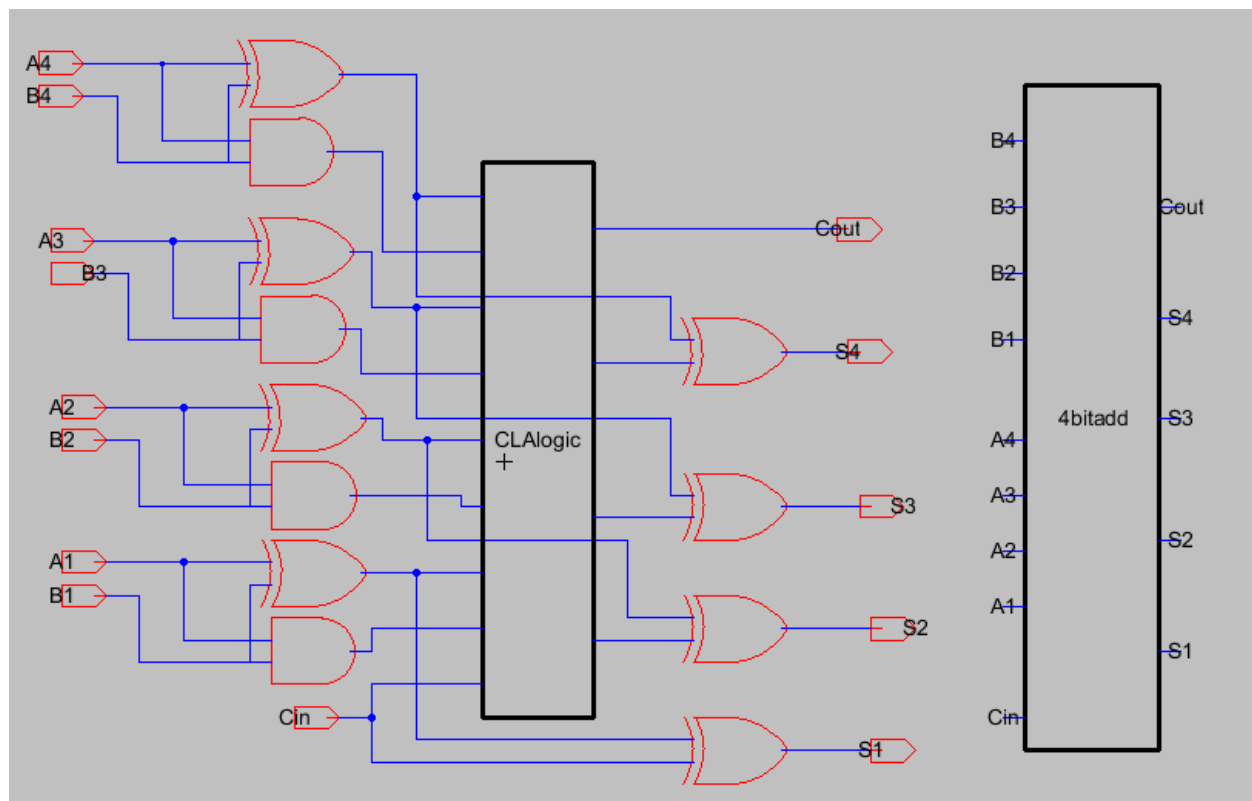 A4
B4
A3
B3
A2
B2
A1
B1
Cin
CLAlogic
Cout
S4
S3
S2
S1
B4
B3
B2
B1
A4
A3
A2
A1
Cin
4bitadd
Cout
S4
S3
S2
S1